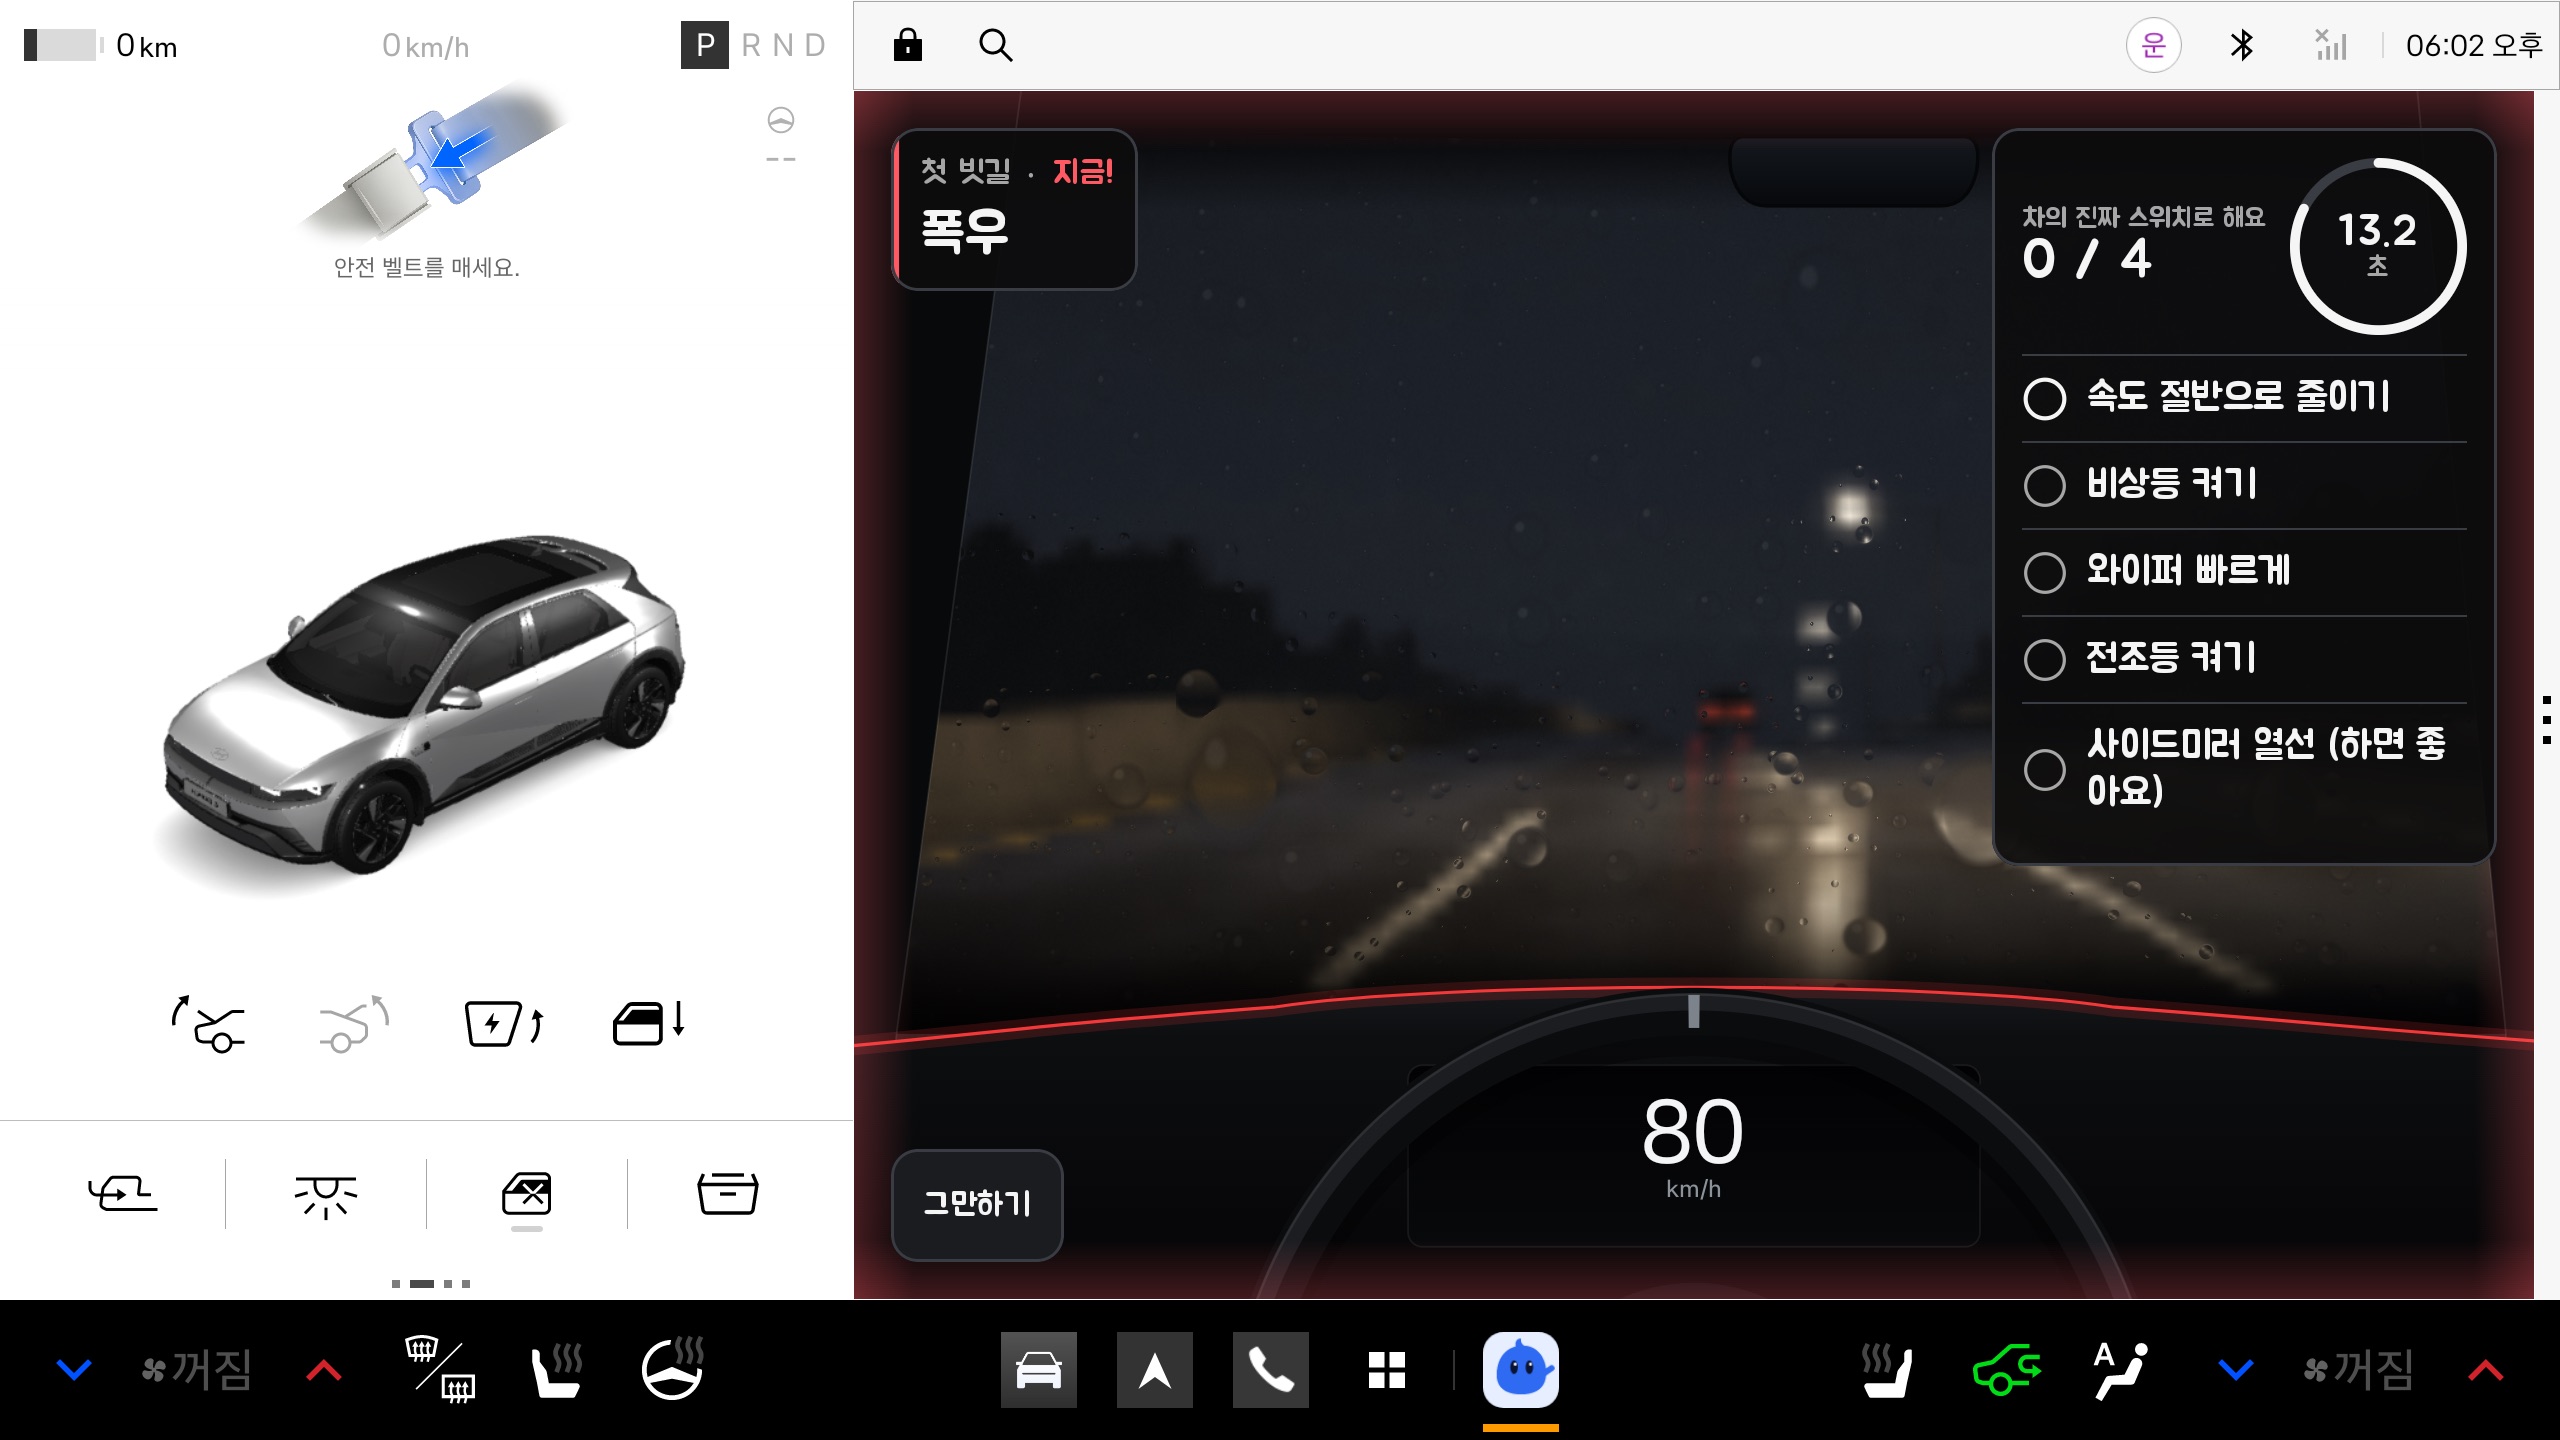 0 km
0 km/h
P R N D
06:02 오후
운
안전 벨트를 매세요.
첫 빗길 · 지금!
폭우
차의 진짜 스위치로 해요
0 / 4
13.2
초
속도 절반으로 줄이기
비상등 켜기
와이퍼 빠르게
전조등 켜기
사이드미러 열선 (하면 좋
아요)
80
km/h
그만하기
꺼짐
A
꺼짐